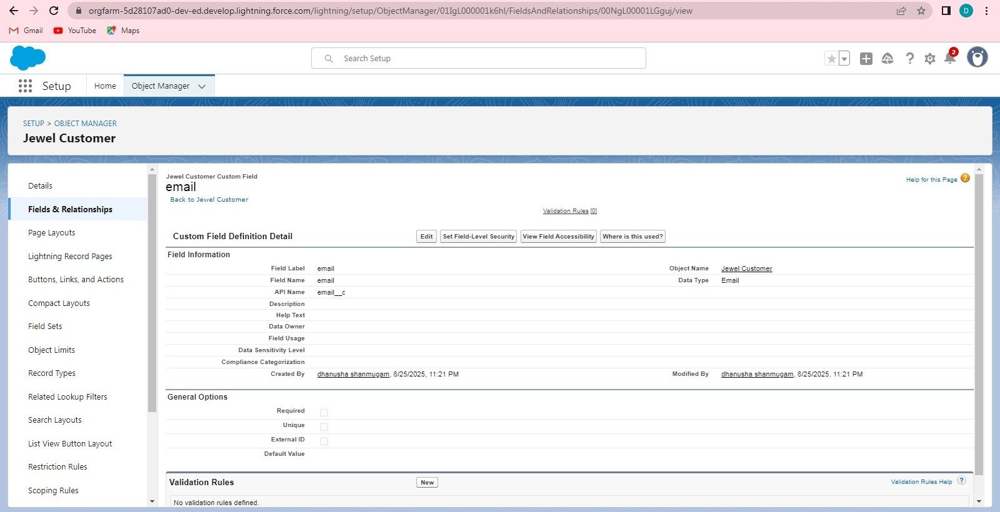 orgfarm-5d28107ad0-dev-ed.develop.lightning.force.com/lightning/setup/ObjectManager/01IgL000001k6hl/FieldsAndRelationships/00NgL00001LGguj/view
D
Gmail YouTube Maps
Search Setup
2
Setup Home Object Manager
SETUP > OBJECT MANAGER
Jewel Customer
Details
Fields & Relationships
Page Layouts
Lightning Record Pages
Buttons, Links, and Actions
Compact Layouts
Field Sets
Object Limits
Record Types
Related Lookup Filters
Search Layouts
List View Button Layout
Restriction Rules
Scoping Rules
Jewel Customer Custom Field
email
Back to Jewel Customer
Help for this Page ?
Validation Rules [0]
Custom Field Definition Detail Edit Set Field-Level Security View Field Accessibility Where is this used?
Field Information
Field Label email Object Name Jewel Customer
Field Name email Data Type Email
API Name email__c
Description
Help Text
Data Owner
Field Usage
Data Sensitivity Level
Compliance Categorization
Created By dhanusha shanmugam, 8/25/2025, 11:21 PM Modified By dhanusha shanmugam, 8/25/2025, 11:21 PM
General Options
Required
Unique
External ID
Default Value
Validation Rules New Validation Rules Help ?
No validation rules defined.